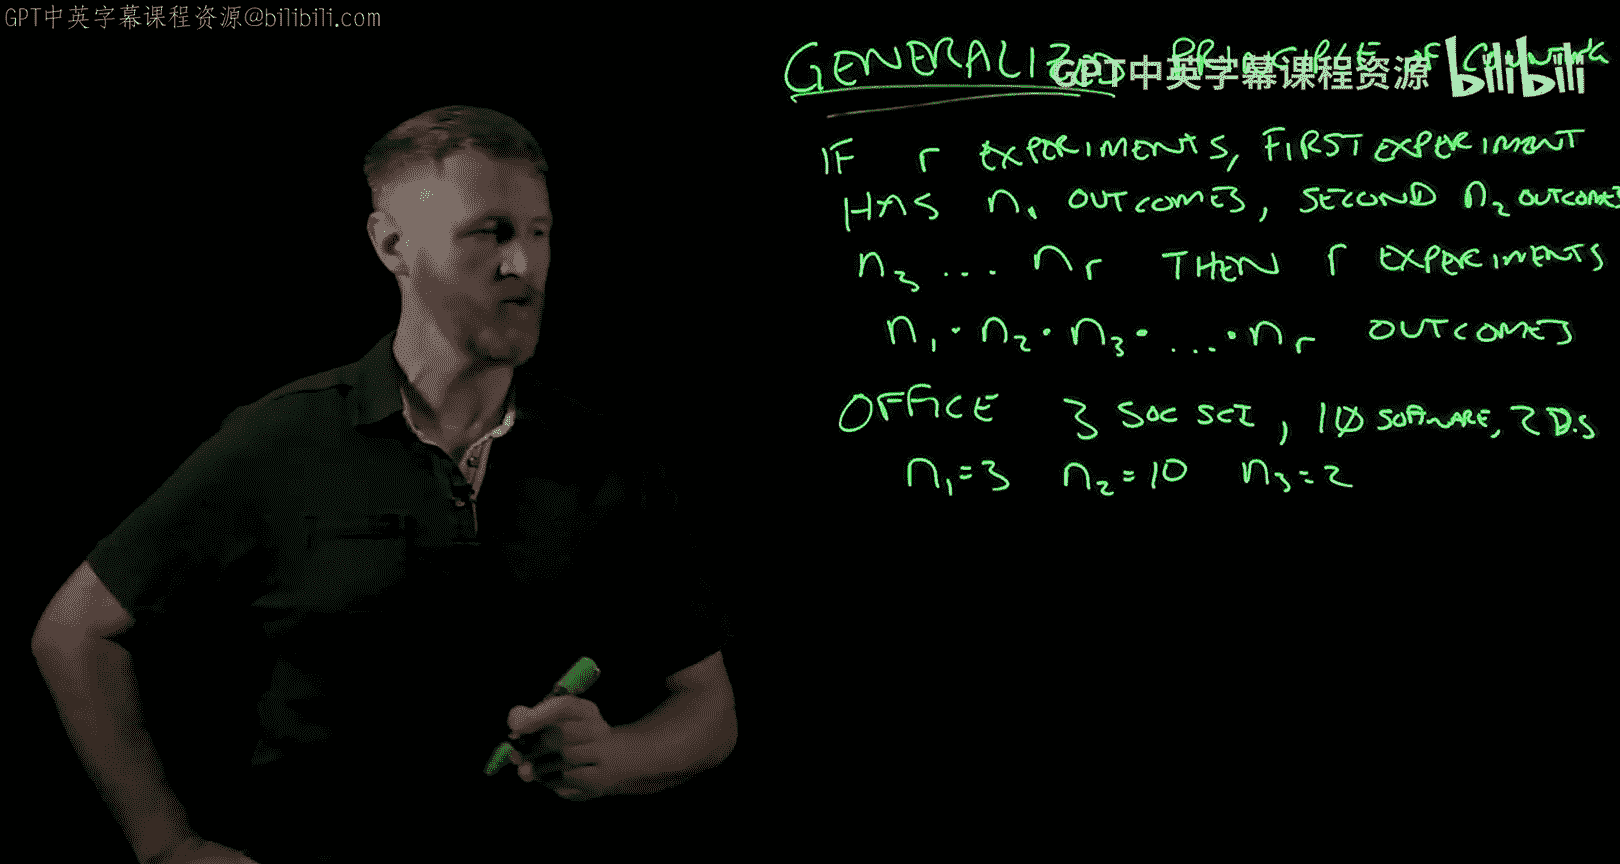 GPT中英字幕课程资源@bilibili.com
GENERALIZED PRINCIPLE OF
GPT中英字幕课程资源 bilibili
IF r EXPERIMENTS, FIRST EXPERIMENT
HAS n₁ OUTCOMES, SECOND n₂ OUTCOMES
n₃ ... nᵣ THEN r EXPERIMENTS
n₁ · n₂ · n₃ · ... · nᵣ OUTCOMES
OFFICE 3 SOC SCI, 10 SOFTWARE, 2 D.S
n₁=3 n₂=10 n₃=2